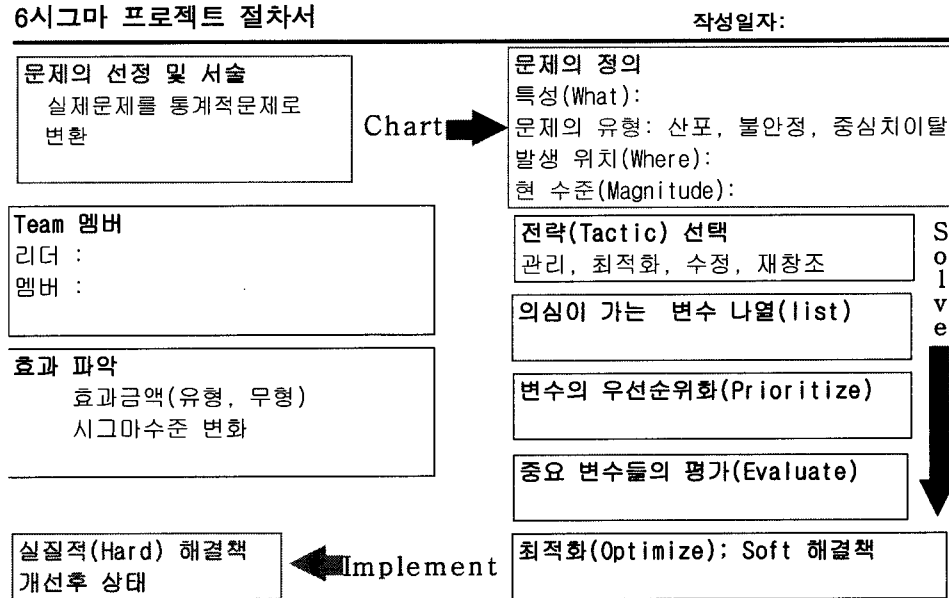 6시그마 프로젝트 절차서
작성일자:
문제의 선정 및 서술
실제문제를 통계적문제로
변환
Chart
문제의 정의
특성(What):
문제의 유형: 산포, 불안정, 중심치이탈
발생 위치(Where):
현 수준(Magnitude):
Team 멤버
리더 :
멤버 :
전략(Tactic) 선택
관리, 최적화, 수정, 재창조
Solve
의심이 가는 변수 나열(list)
효과 파악
효과금액(유형, 무형)
시그마수준 변화
변수의 우선순위화(Prioritize)
중요 변수들의 평가(Evaluate)
실질적(Hard) 해결책
개선후 상태
Implement
최적화(Optimize); Soft 해결책